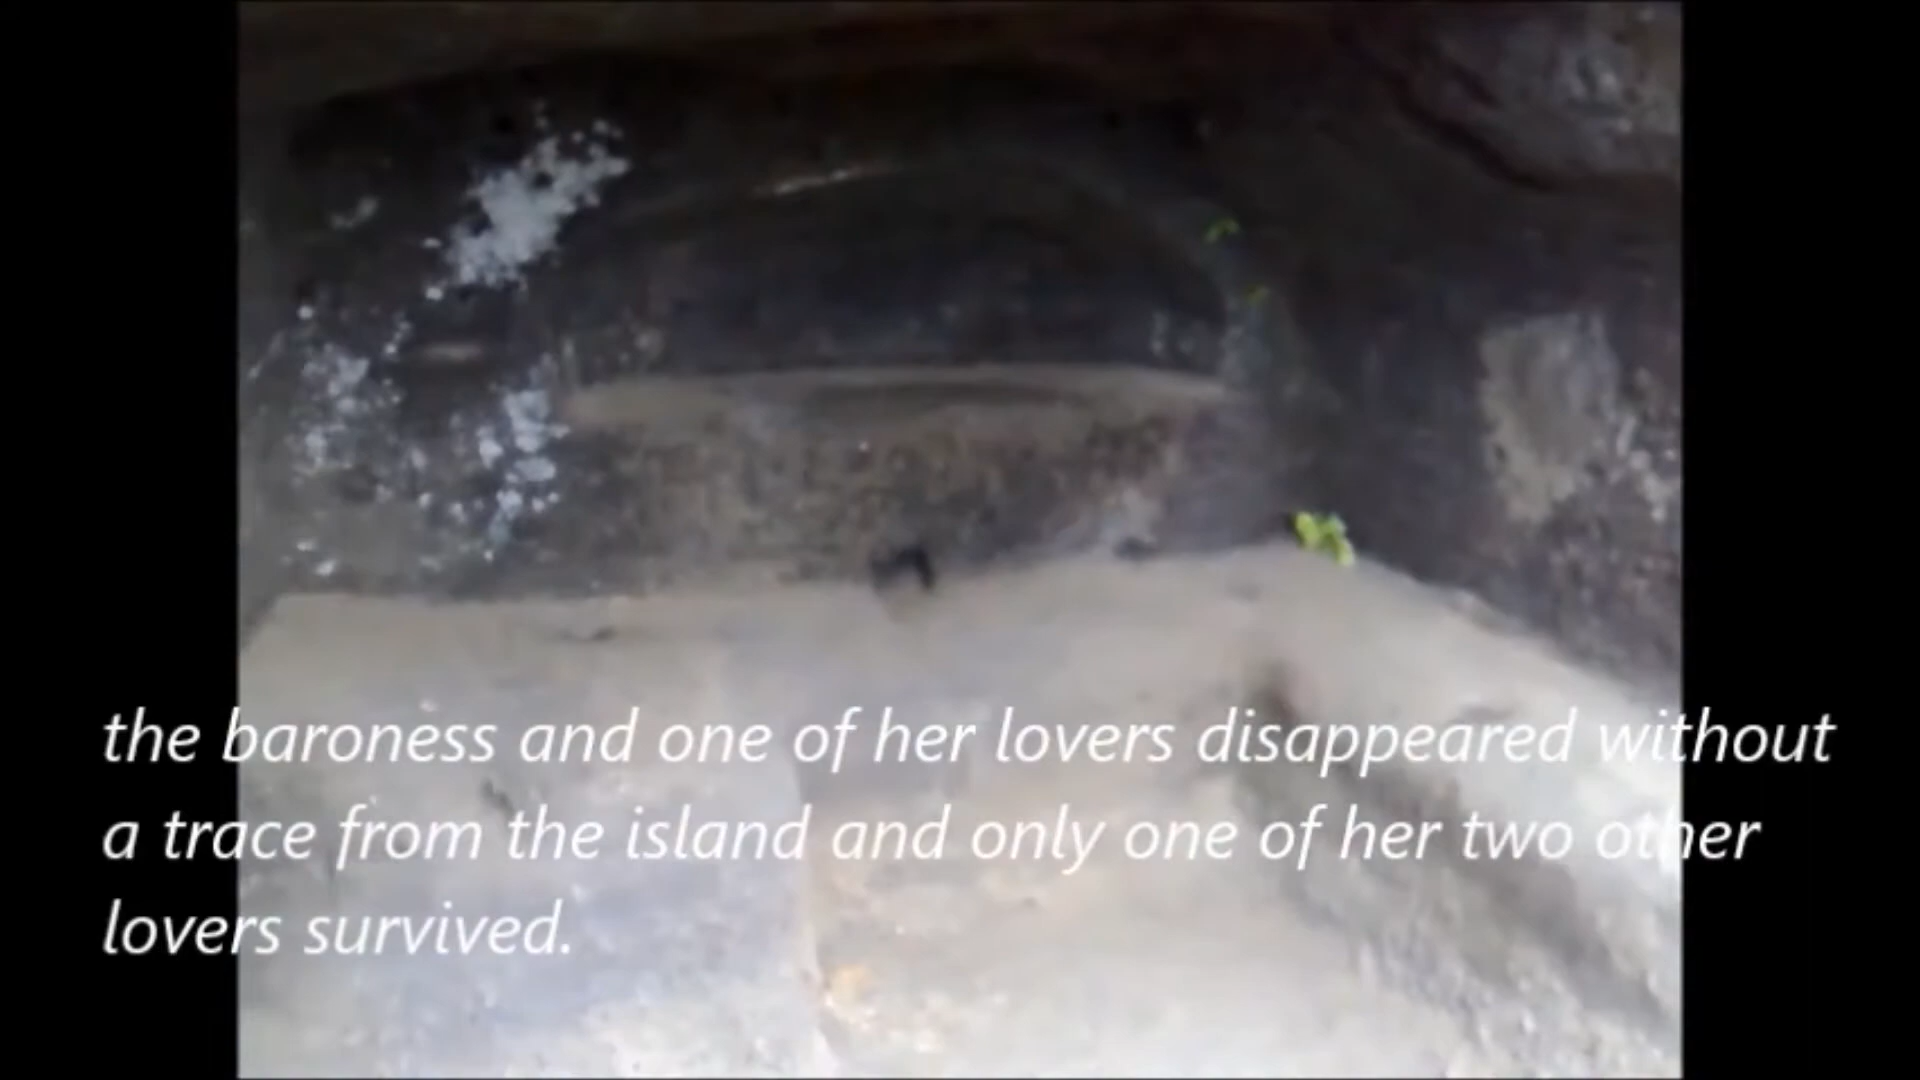 the baroness and one of her lovers disappeared without
a trace from the island and only one of her two other
lovers survived.